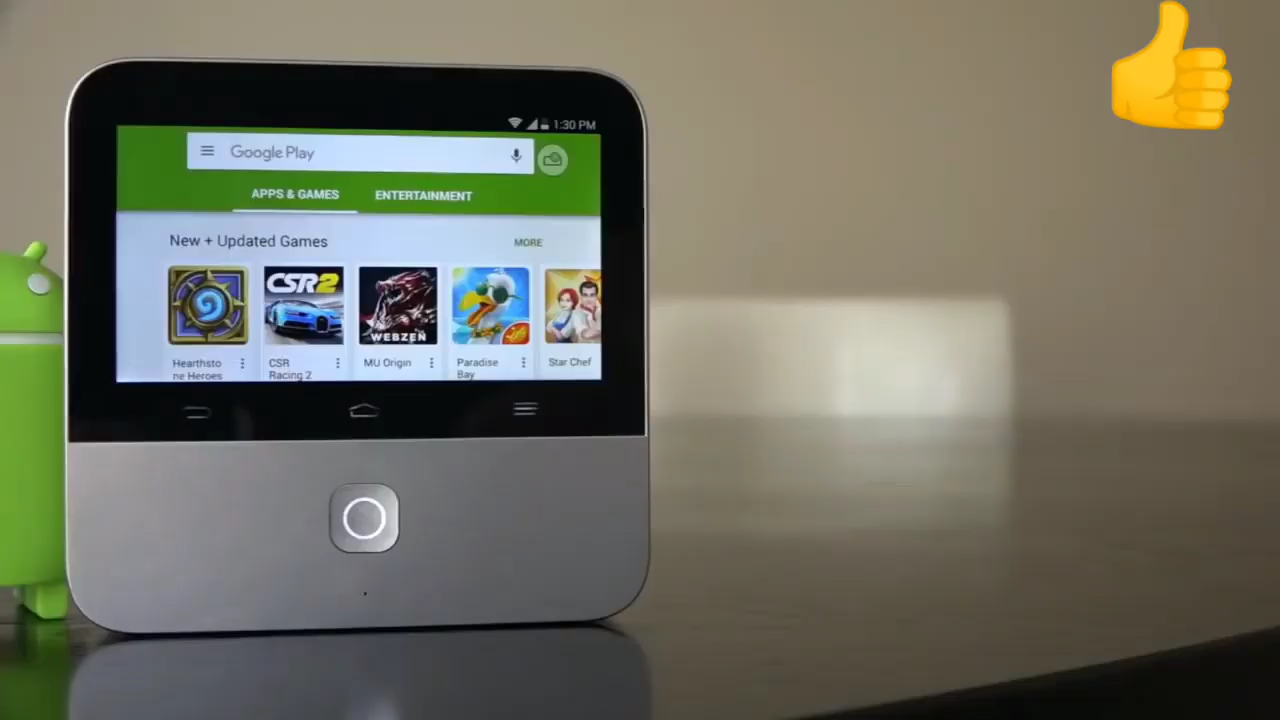 1:30 PM
Google Play
APPS & GAMES ENTERTAINMENT
New + Updated Games MORE
CSR2
WEBZEN
Hearthsto
ne Heroes
CSR
Racing 2
MU Origin
Paradise
Bay
Star Chef